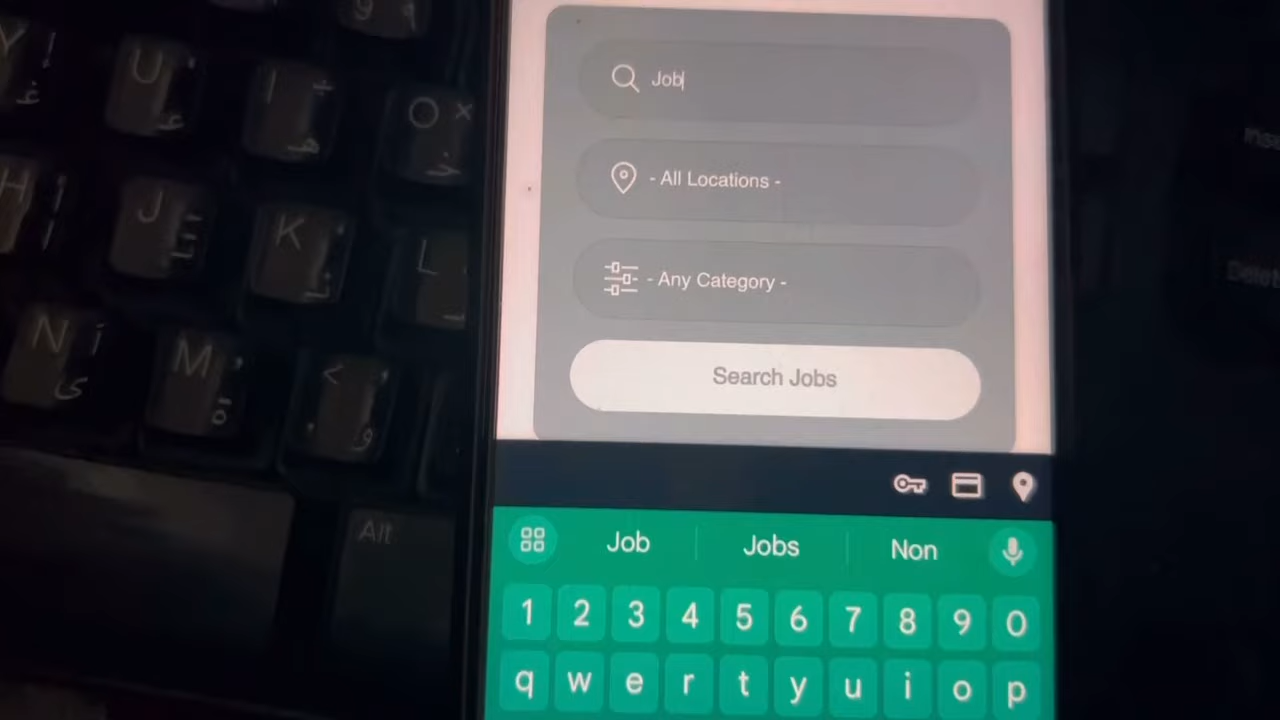 Job
- All Locations -
- Any Category -
Search Jobs
Job Jobs Non
1 2 3 4 5 6 7 8 9 0
q w e r t y u i o p
Y غ
U ع
I ÷ ه
O × خ
H
J ت
K ن
L
N ى
M ة
< و
Alt